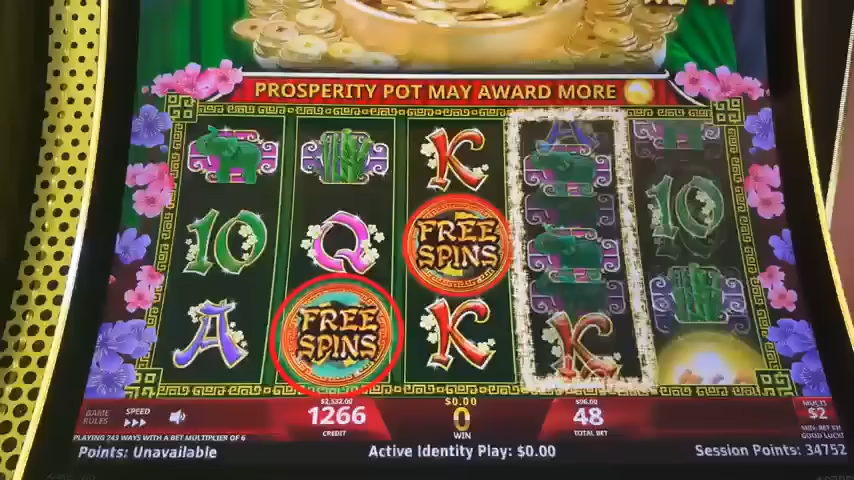 PROSPERITY POT MAY AWARD MORE
K
10
10
Q
FREE
SPINS
A
FREE
SPINS
K
K
GAME
RULES
SPEED
$2,532.00
1266
CREDIT
$0.00
0
WIN
$96.00
48
TOTAL BET
MULTI
$2
GOOD LUCK!
PLAYING 243 WAYS WITH A BET MULTIPLIER OF 6
Points: Unavailable
Active Identity Play: $0.00
Session Points: 34752